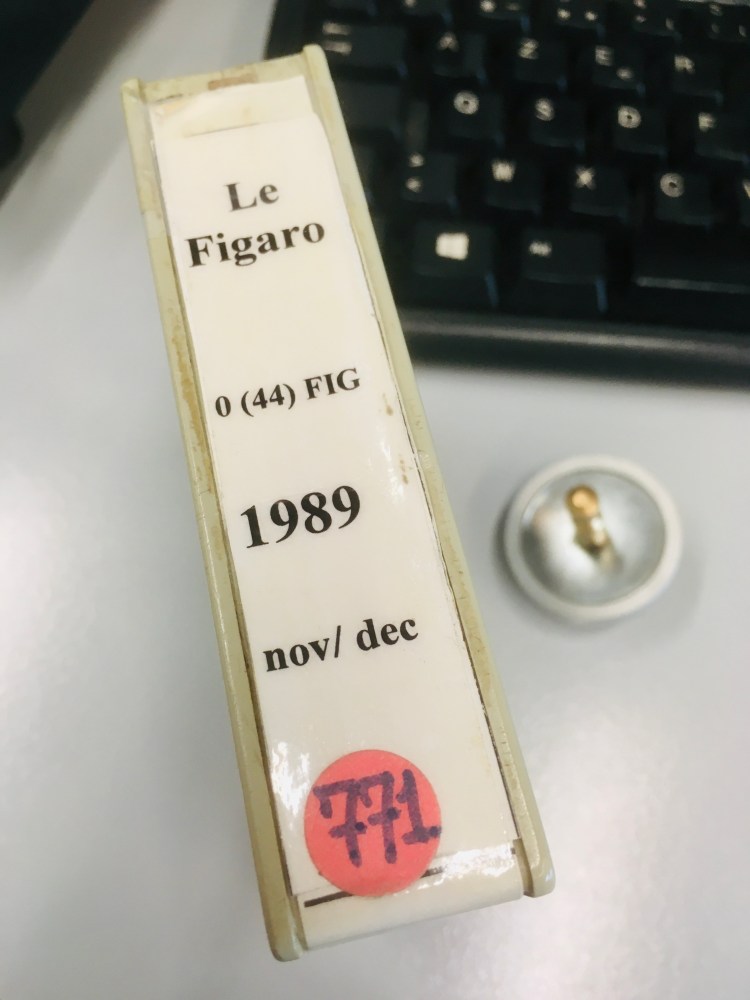 Le
Figaro
0 (44) FIG
1989
nov/ dec
771.
A Z E R
Q S D F
> < W X C